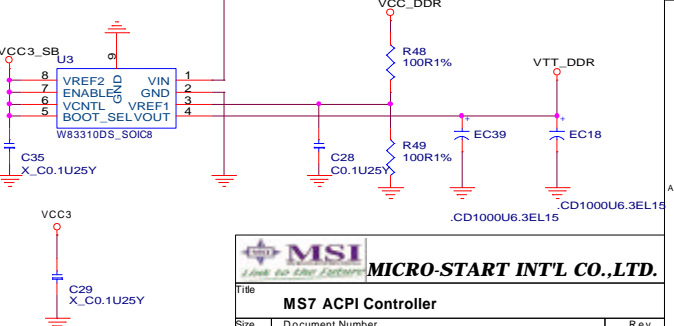 VCC_DDR
VCC3_SB
U3
9
R48
100R1%
VTT_DDR
8 VREF2 VIN 1
7 ENABLE GND GND 2
6 VCNTL VREF1 3
5 BOOT_SEL VOUT 4
W83310DS_SOIC8
+
+
EC39
EC18
C35
X_C0.1U25Y
C28
C0.1U25Y
R49
100R1%
A
.CD1000U6.3EL15
.CD1000U6.3EL15
VCC3
C29
X_C0.1U25Y
MSI
Link to the Future
MICRO-START INT'L CO.,LTD.
Title
MS7 ACPI Controller
Size Document Number Rev